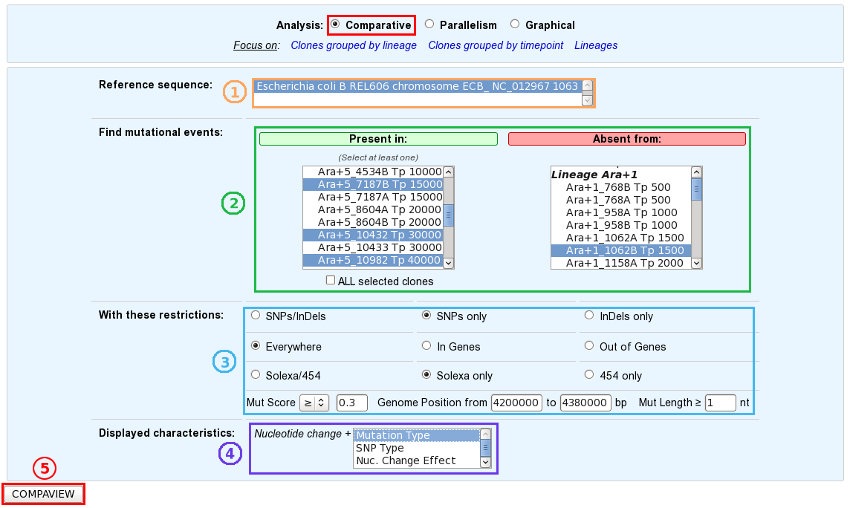 Analysis: Comparative Parallelism Graphical
Focus on: Clones grouped by lineage Clones grouped by timepoint Lineages
Reference sequence:
1
Escherichia coli B REL606 chromosome ECB_ NC_012967 1063
Find mutational events:
2
Present in:
(Select at least one)
Ara+5_4534B Tp 10000
Ara+5_7187B Tp 15000
Ara+5_7187A Tp 15000
Ara+5_8604A Tp 20000
Ara+5_8604B Tp 20000
Ara+5_10432 Tp 30000
Ara+5_10433 Tp 30000
Ara+5_10982 Tp 40000
ALL selected clones
Absent from:
Lineage Ara+1
Ara+1_768B Tp 500
Ara+1_768A Tp 500
Ara+1_958A Tp 1000
Ara+1_958B Tp 1000
Ara+1_1062A Tp 1500
Ara+1_1062B Tp 1500
Ara+1_1158A Tp 2000
With these restrictions:
3
SNPs/InDels SNPs only InDels only
Everywhere In Genes Out of Genes
Solexa/454 Solexa only 454 only
Mut Score ≥ 0.3 Genome Position from 4200000 to 4380000 bp Mut Length ≥ 1 nt
Displayed characteristics:
4
Nucleotide change + Mutation Type
SNP Type
Nuc. Change Effect
5
COMPAVIEW